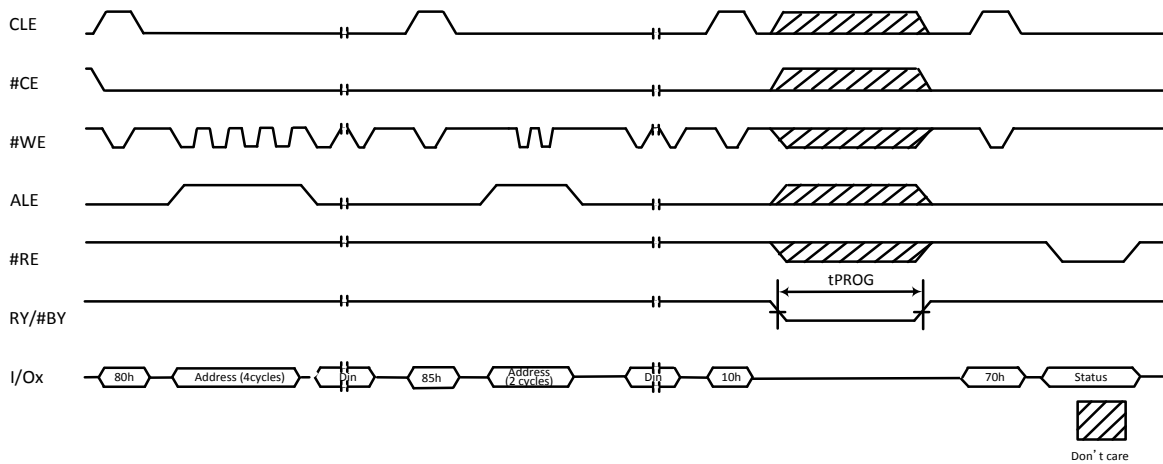 CLE
#CE
#WE
ALE
#RE
tPROG
RY/#BY
I/Ox
80h
Address (4cycles)
Din
85h
Address
(2 cycles)
Din
10h
70h
Status
Don't care